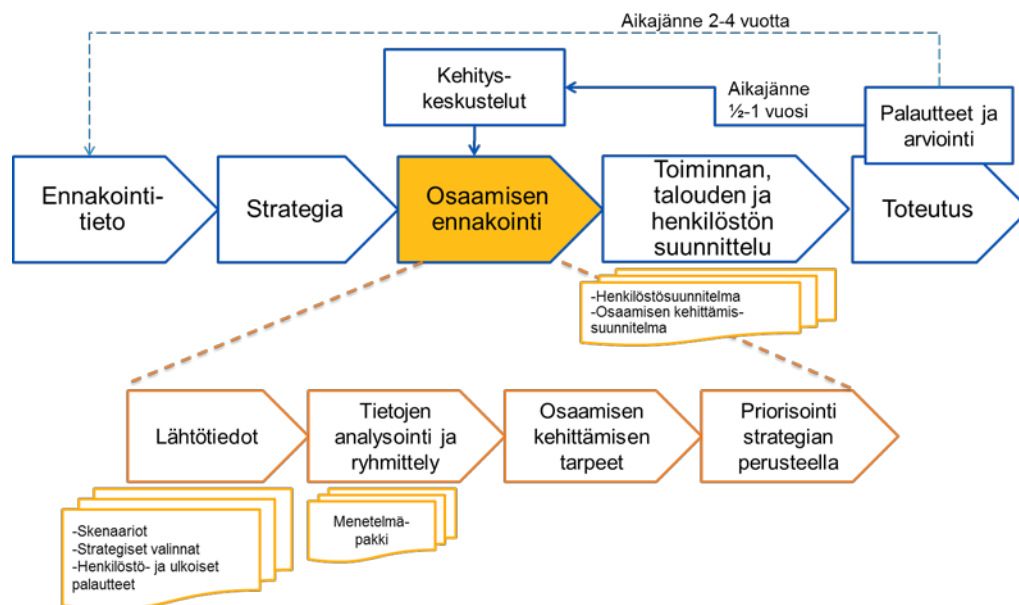 Aikajänne 2-4 vuotta
Kehitys-
keskustelut
Aikajänne
½-1 vuosi
Palautteet ja
arviointi
Ennakointi-
tieto
Strategia
Osaamisen
ennakointi
Toiminnan,
talouden ja
henkilöstön
suunnittelu
Toteutus
-Henkilöstösuunnitelma
-Osaamisen kehittämis-
suunnitelma
Lähtötiedot
Tietojen
analysointi ja
ryhmittely
Osaamisen
kehittämisen
tarpeet
Priorisointi
strategian
perusteella
-Skenaariot
-Strategiset valinnat
-Henkilöstö- ja ulkoiset
palautteet
Menetelmä-
pakki